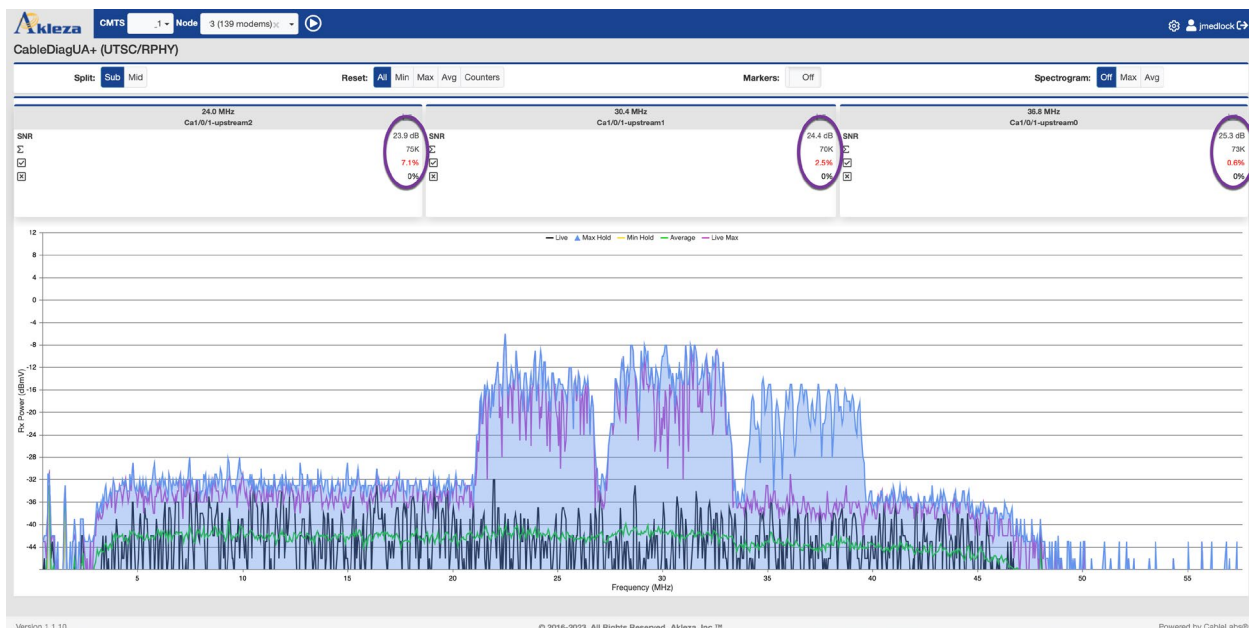 Akleza CMTS _1 Node 3 (139 modems) × jmedlock
CableDiagUA+ (UTSC/RPHY)
Split: Sub Mid Reset: All Min Max Avg Counters Markers: Off Spectrogram: Off Max Avg
24.0 MHz 30.4 MHz 36.8 MHz
Ca1/0/1-upstream2 Ca1/0/1-upstream1 Ca1/0/1-upstream0
SNR 23.9 dB SNR 24.4 dB SNR 25.3 dB
Σ 75K Σ 70K Σ 73K
7.1% 2.5% 0.6%
0% 0% 0%
Live Max Hold Min Hold Average Live Max
12
8
4
0
-4
-8
-12
-16
-20
-24
-28
-32
-36
-40
-44
Rx Power (dBmV)
5 10 15 20 25 30 35 40 45 50 55
Frequency (MHz)
Version 1.1.10 © 2016-2023, All Rights Reserved, Akleza, Inc.™ Powered by CableLabs®